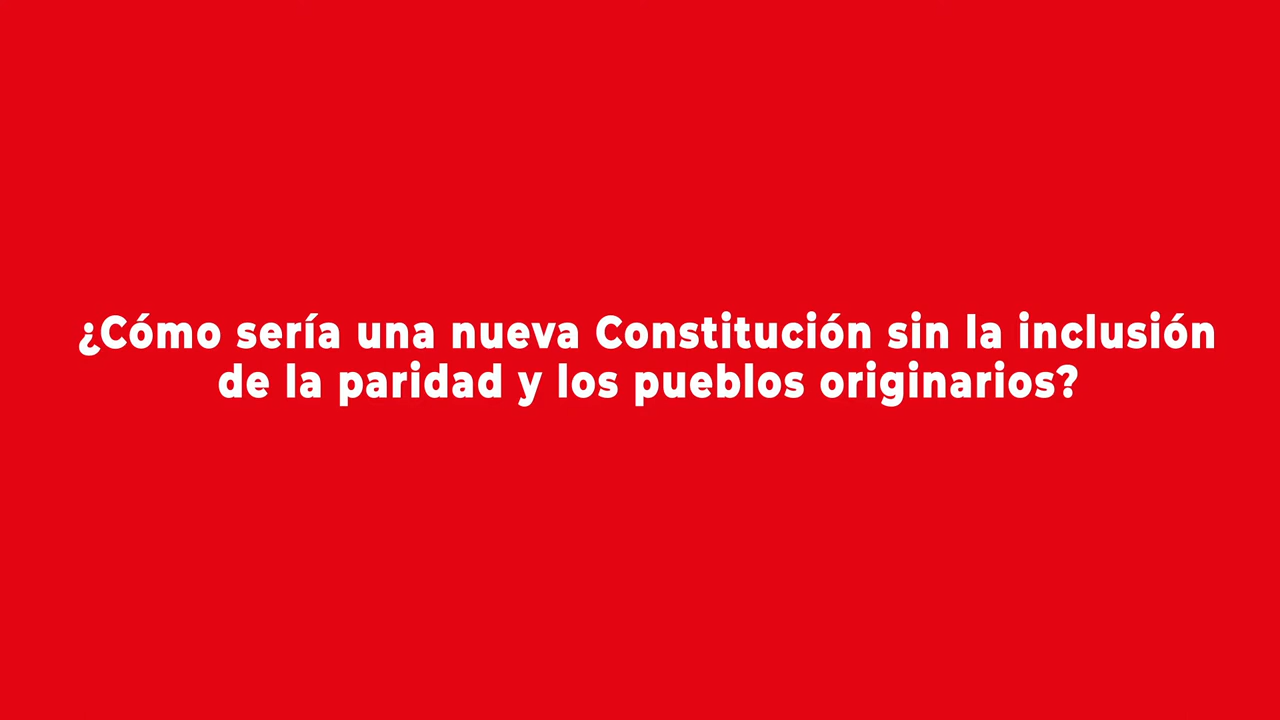 ¿Cómo sería una nueva Constitución sin la inclusión
de la paridad y los pueblos originarios?